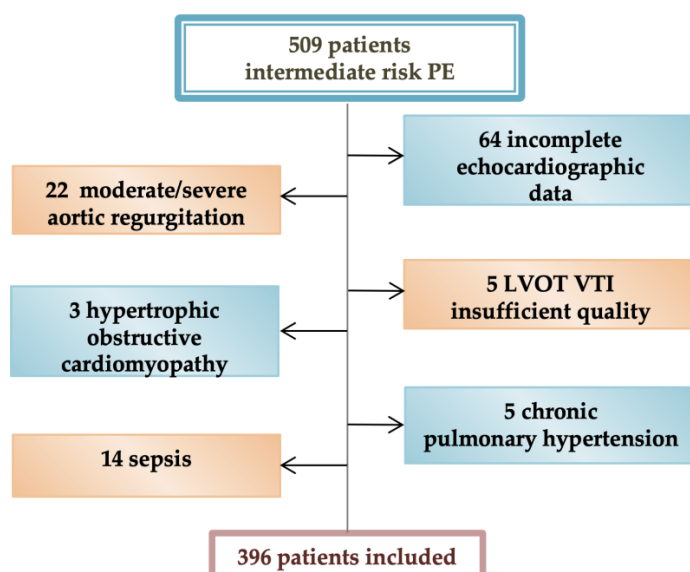 509 patients
intermediate risk PE
64 incomplete
echocardiographic
data
22 moderate/severe
aortic regurgitation
5 LVOT VTI
insufficient quality
3 hypertrophic
obstructive
cardiomyopathy
5 chronic
pulmonary hypertension
14 sepsis
396 patients included